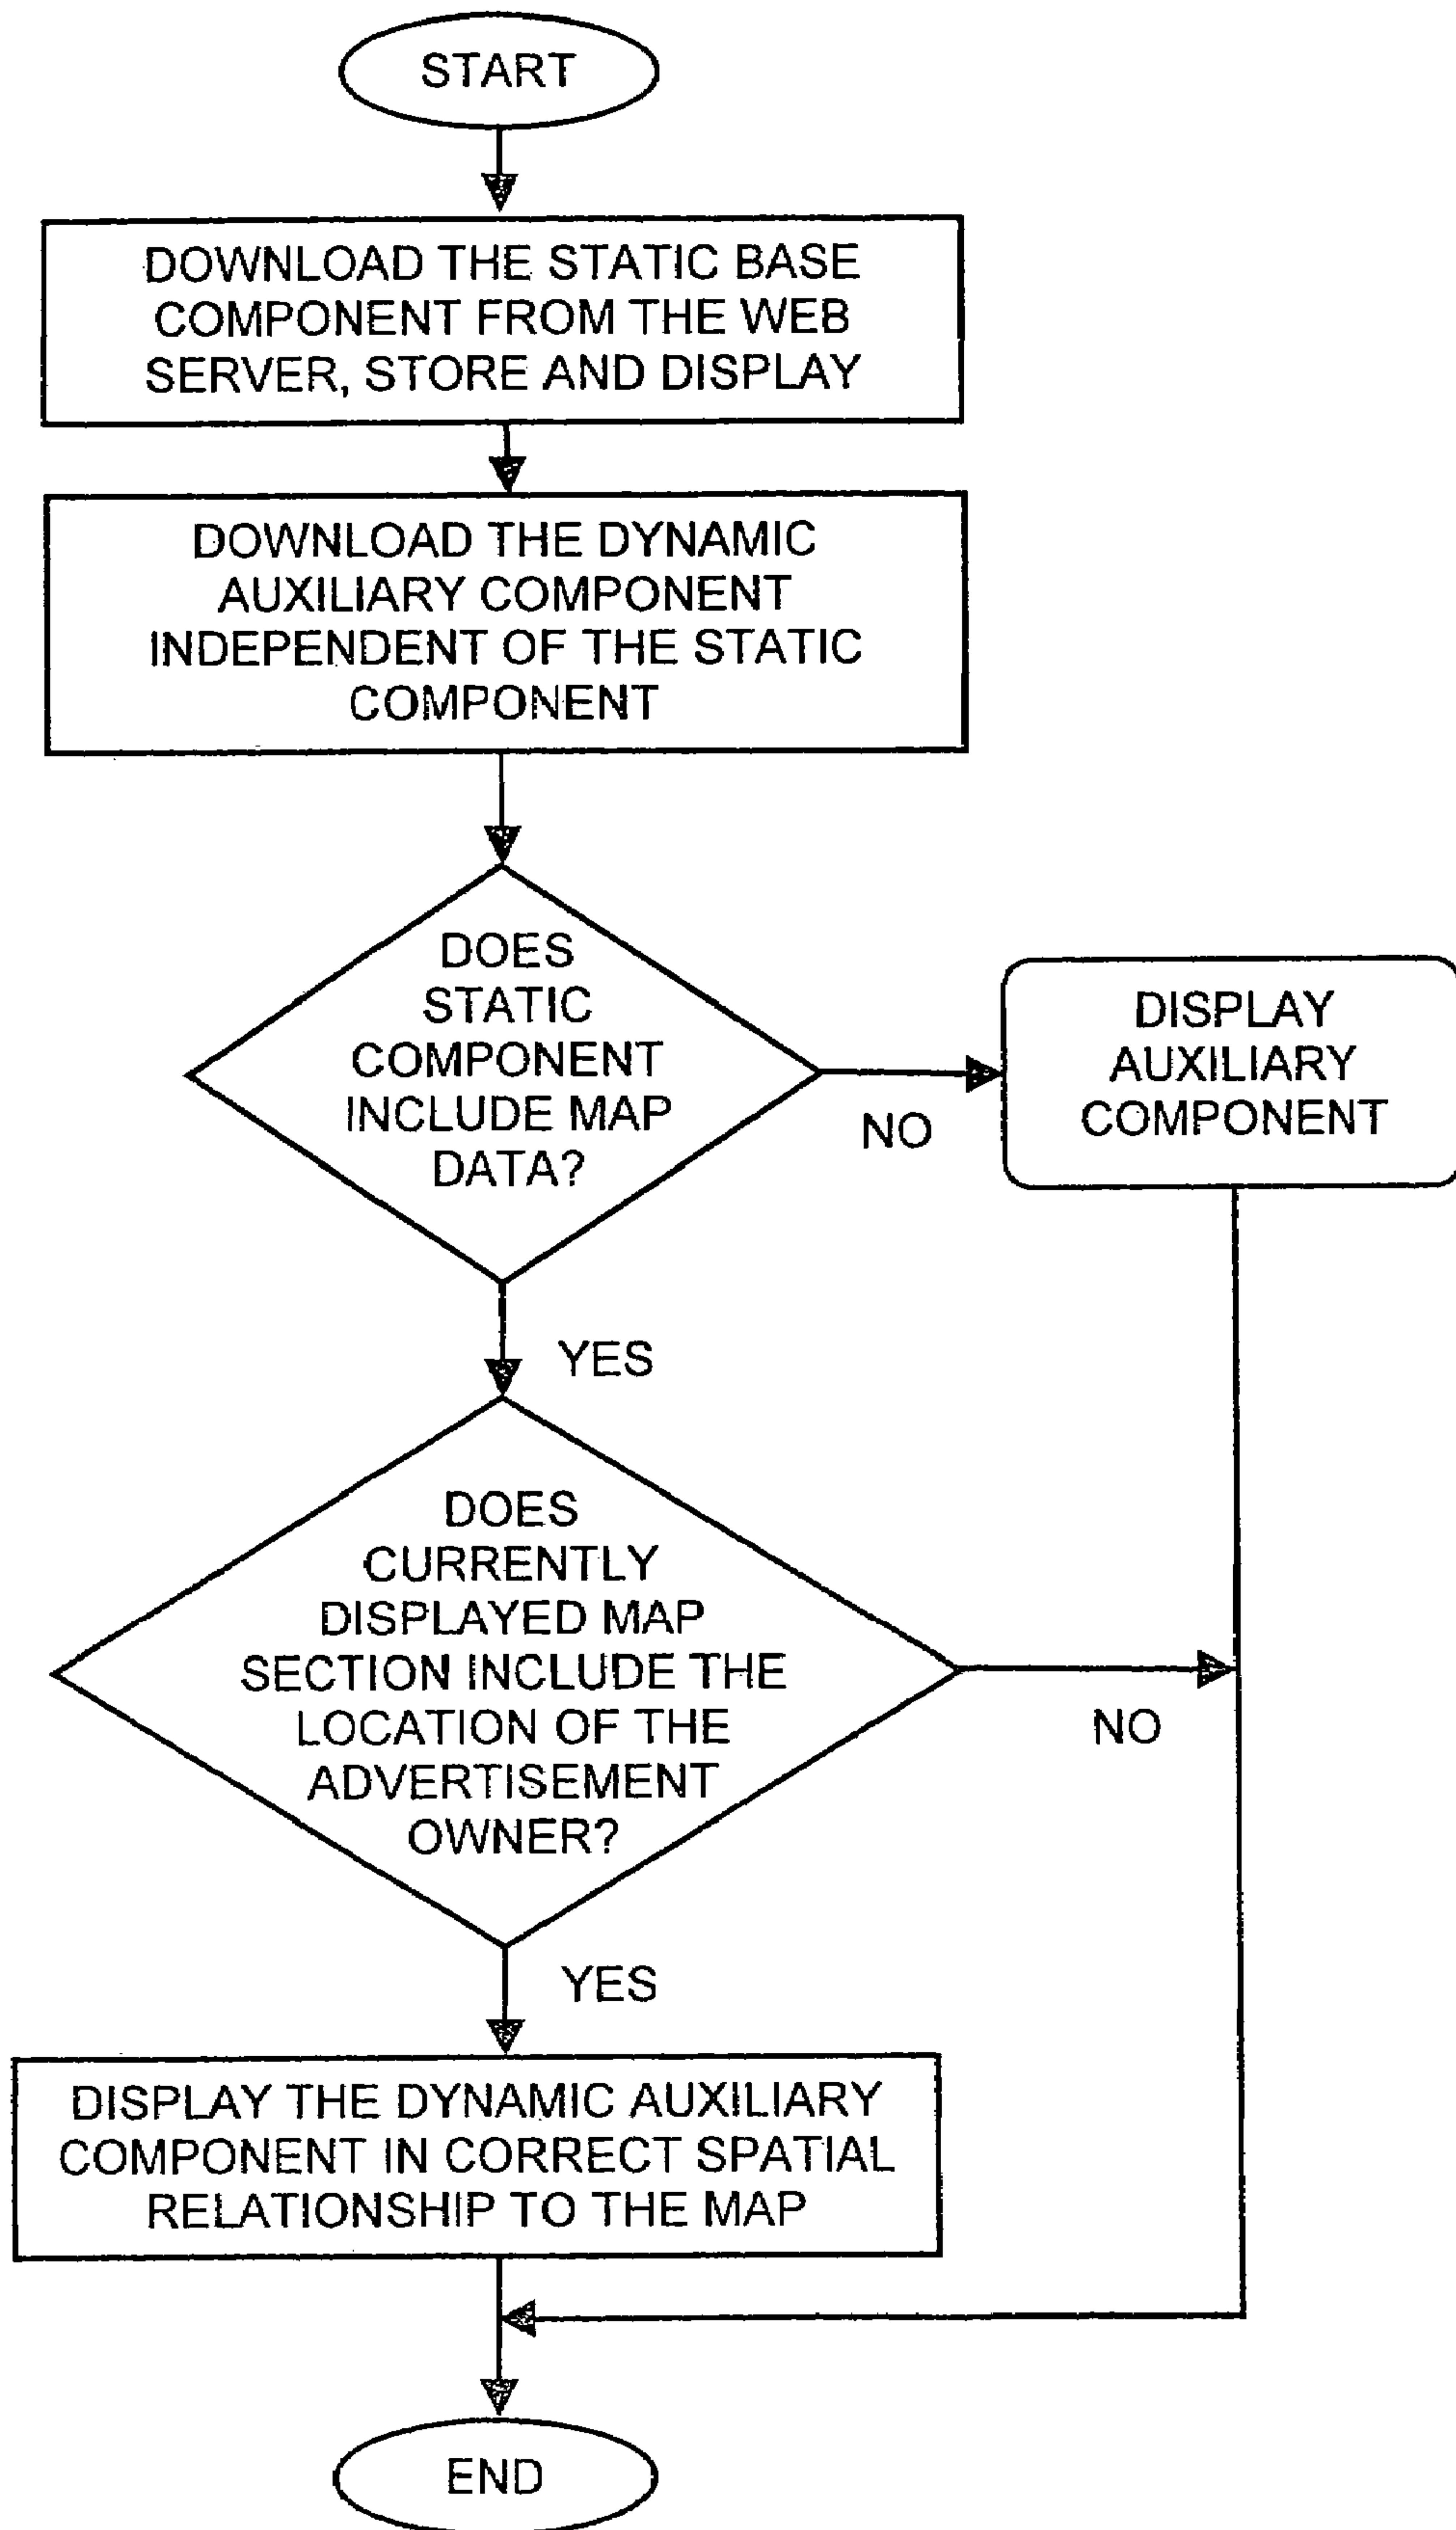 START
DOWNLOAD THE STATIC BASE
COMPONENT FROM THE WEB
SERVER, STORE AND DISPLAY
DOWNLOAD THE DYNAMIC
AUXILIARY COMPONENT
INDEPENDENT OF THE STATIC
COMPONENT
DOES
STATIC
COMPONENT
INCLUDE MAP
DATA?
NO
DISPLAY
AUXILIARY
COMPONENT
YES
DOES
CURRENTLY
DISPLAYED MAP
SECTION INCLUDE THE
LOCATION OF THE
ADVERTISEMENT
OWNER?
NO
YES
DISPLAY THE DYNAMIC AUXILIARY
COMPONENT IN CORRECT SPATIAL
RELATIONSHIP TO THE MAP
END